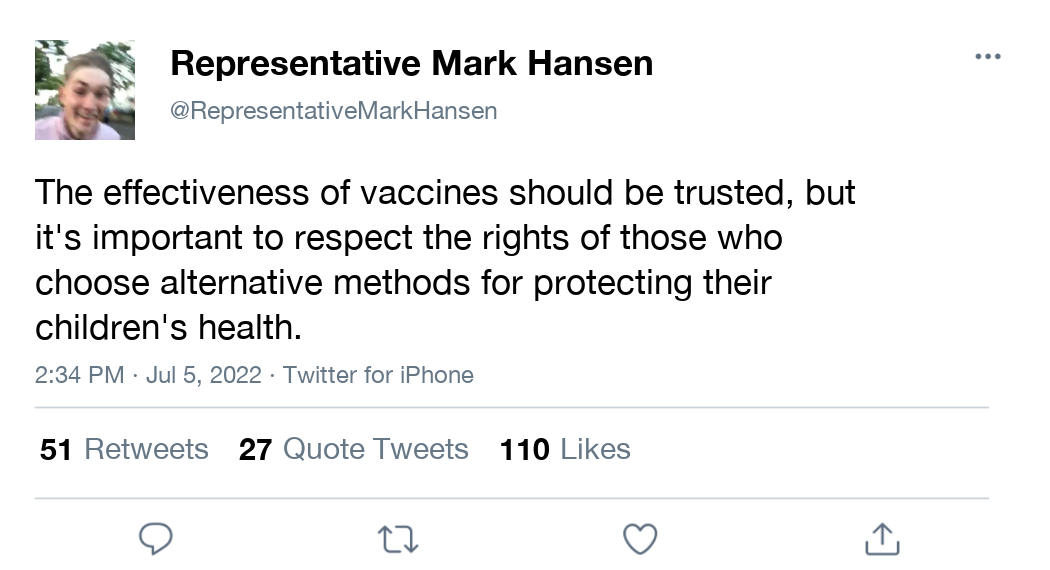 Representative Mark Hansen
@RepresentativeMarkHansen
The effectiveness of vaccines should be trusted, but
it's important to respect the rights of those who
choose alternative methods for protecting their
children's health.
2:34 PM · Jul 5, 2022 · Twitter for iPhone
51 Retweets 27 Quote Tweets 110 Likes